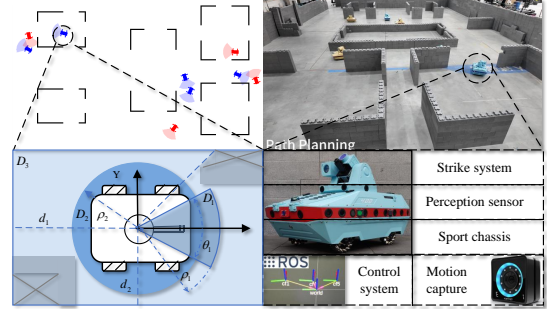 Path Planning
D₃
Y
D₁
D₂
ρ₂
d₁
θ₁
ρ₁
d₂
Strike system
Perception sensor
Sport chassis
ROS
world
Control
system
Motion
capture